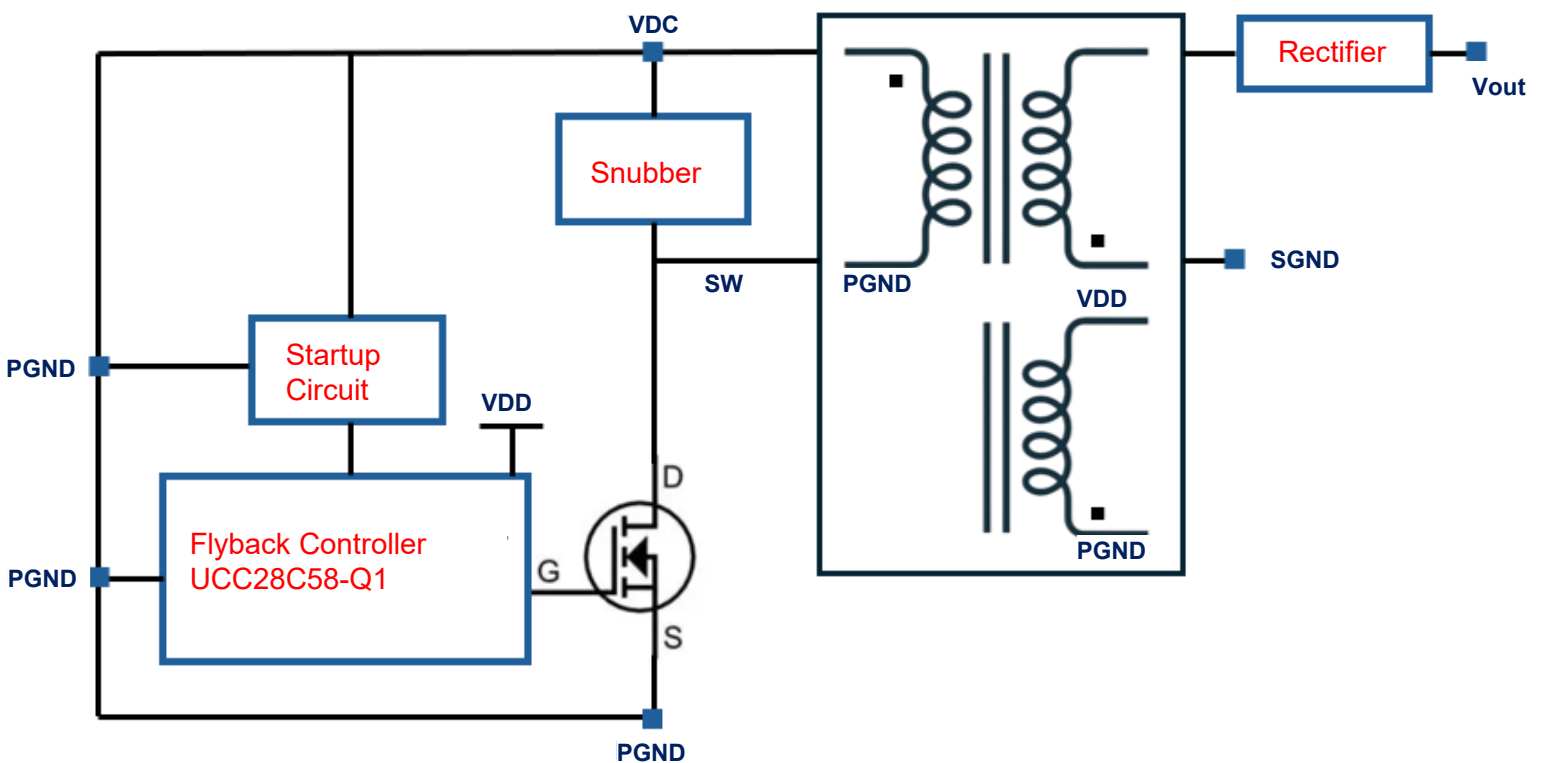 VDC
Rectifier
Vout
Snubber
SW
PGND
SGND
VDD
Startup
Circuit
PGND
VDD
D
Flyback Controller
UCC28C58-Q1
PGND
G
PGND
S
PGND